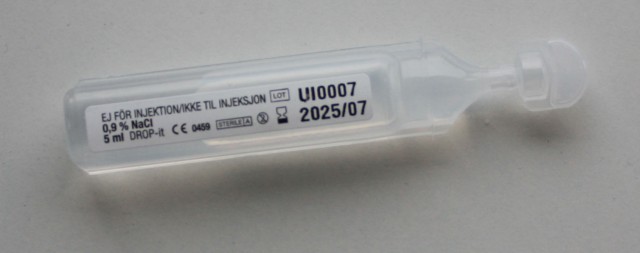 EJ FÖR INJEKTION/IKKE TIL INJEKSJON LOT UI0007
0,9 % NaCl
5 ml DROP-it CE 0459 STERILE A 2025/07